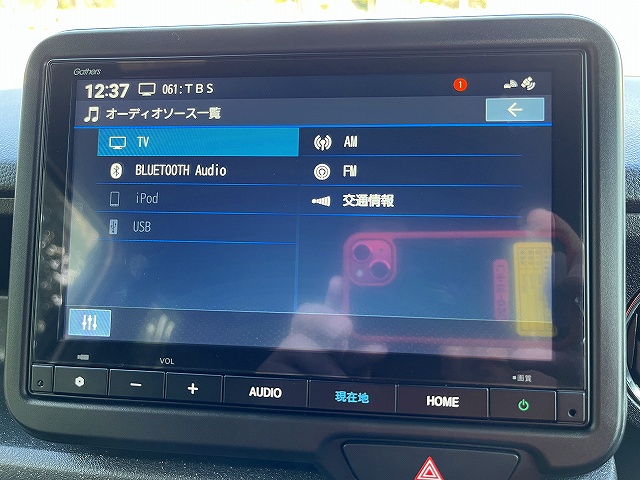 Gathers
12:37 061:TBS
1
オーディオソース一覧
TV
AM
BLUETOOTH Audio
FM
iPod
交通情報
USB
VOL
画質
− + AUDIO 現在地 HOME